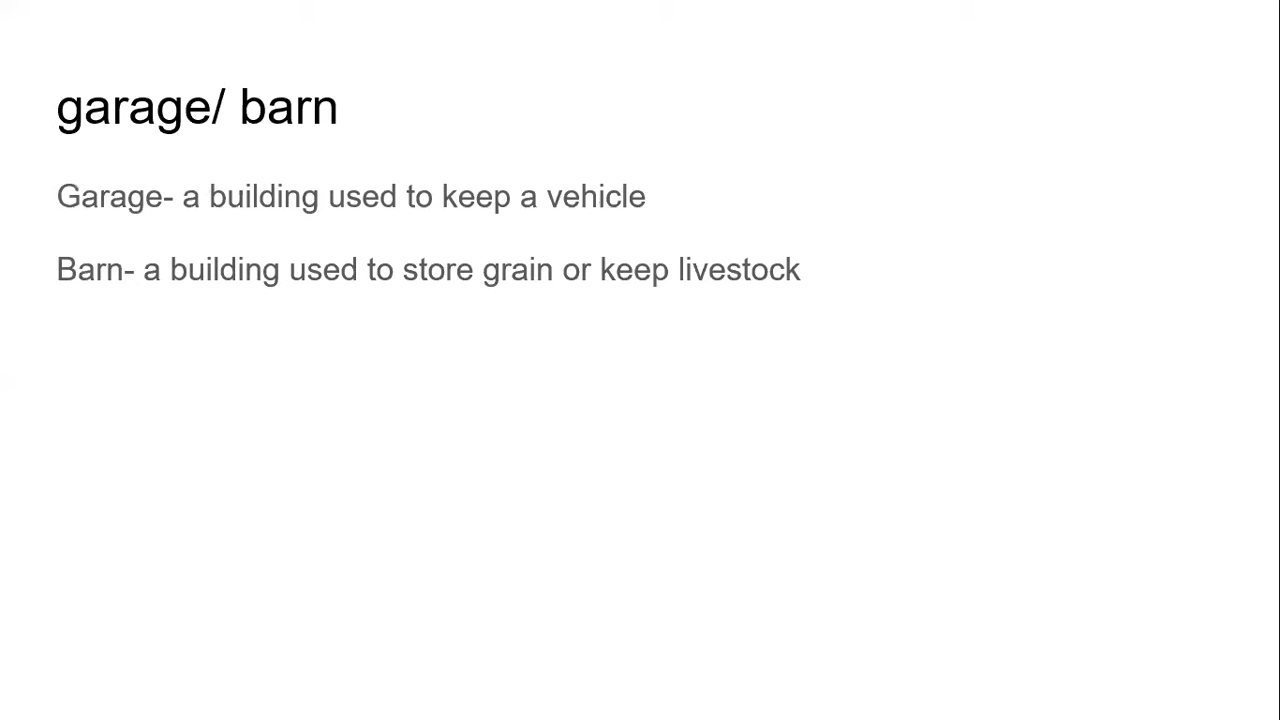 garage/ barn
Garage- a building used to keep a vehicle
Barn- a building used to store grain or keep livestock